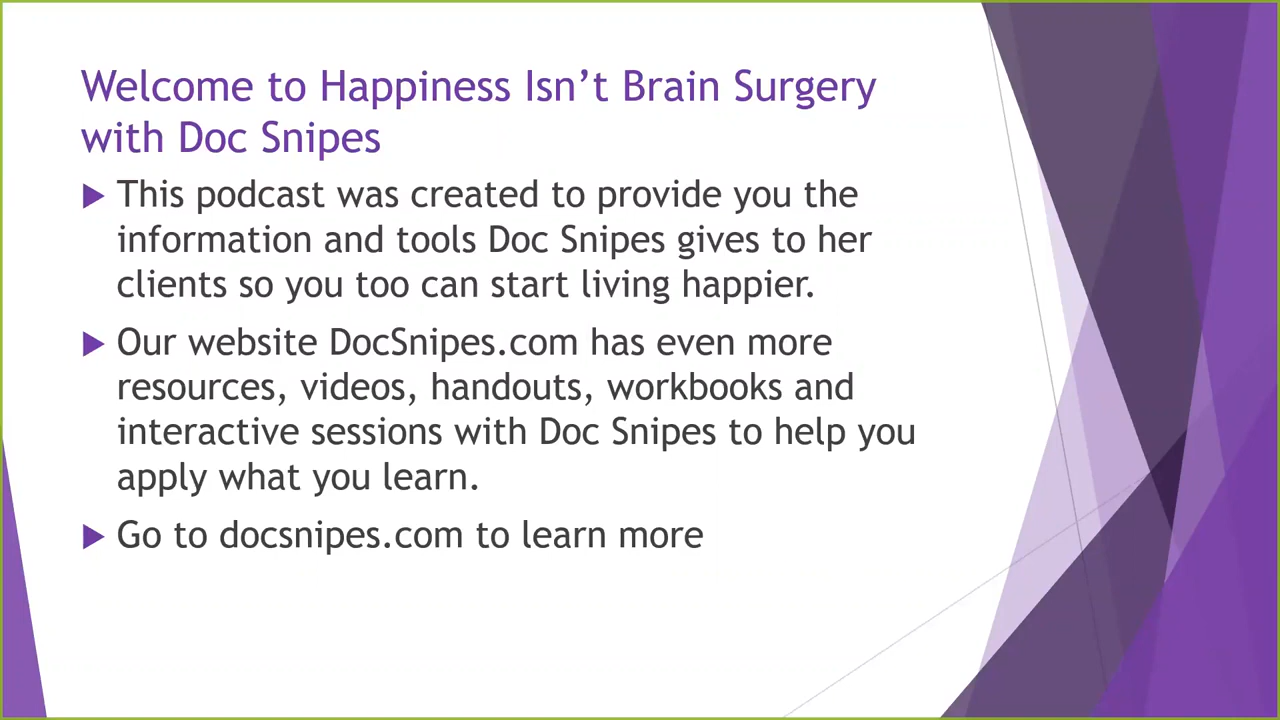 Welcome to Happiness Isn’t Brain Surgery
with Doc Snipes
This podcast was created to provide you the
information and tools Doc Snipes gives to her
clients so you too can start living happier.
Our website DocSnipes.com has even more
resources, videos, handouts, workbooks and
interactive sessions with Doc Snipes to help you
apply what you learn.
Go to docsnipes.com to learn more